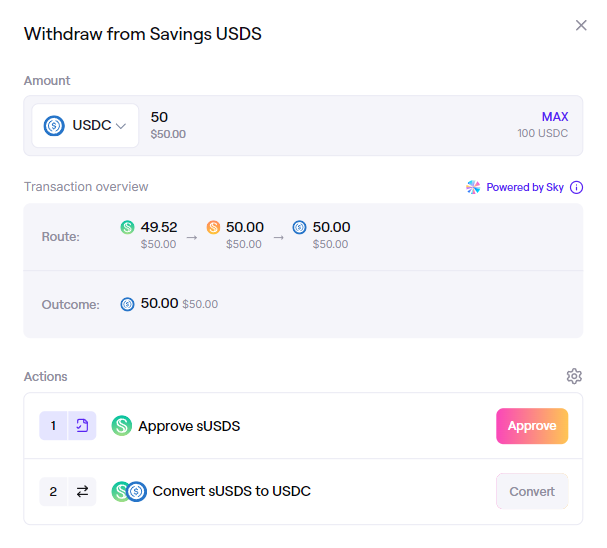 Withdraw from Savings USDS
Amount
USDC 50 MAX
$50.00 100 USDC
Transaction overview Powered by Sky
Route: 49.52 → 50.00 → 50.00
$50.00 $50.00 $50.00
Outcome: 50.00 $50.00
Actions
1 Approve sUSDS Approve
2 Convert sUSDS to USDC Convert